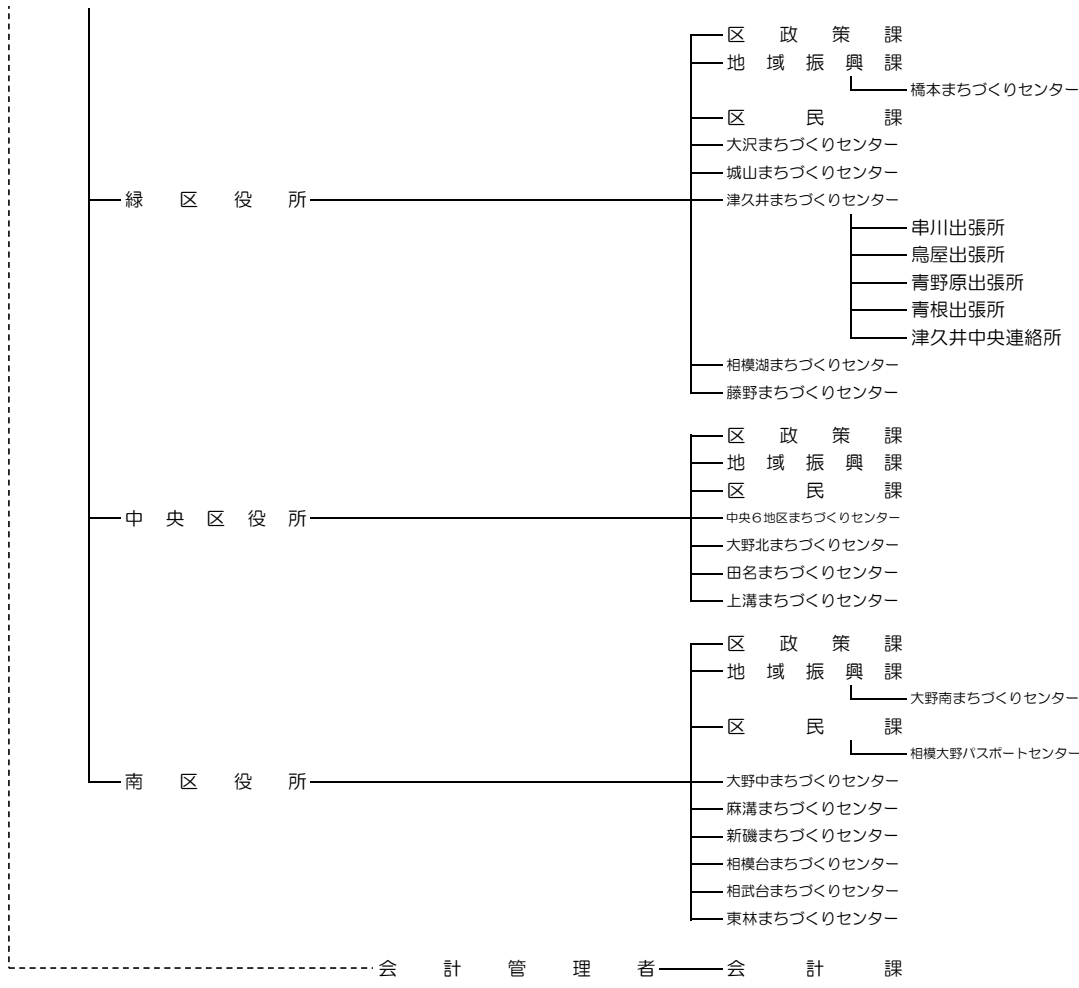 区政策課
地域振興課
橋本まちづくりセンター
区民課
大沢まちづくりセンター
城山まちづくりセンター
緑区役所
津久井まちづくりセンター
串川出張所
鳥屋出張所
青野原出張所
青根出張所
津久井中央連絡所
相模湖まちづくりセンター
藤野まちづくりセンター
区政策課
地域振興課
区民課
中央区役所
中央6地区まちづくりセンター
大野北まちづくりセンター
田名まちづくりセンター
上溝まちづくりセンター
区政策課
地域振興課
大野南まちづくりセンター
区民課
相模大野パスポートセンター
南区役所
大野中まちづくりセンター
麻溝まちづくりセンター
新磯まちづくりセンター
相模台まちづくりセンター
相武台まちづくりセンター
東林まちづくりセンター
会計管理者
会計課